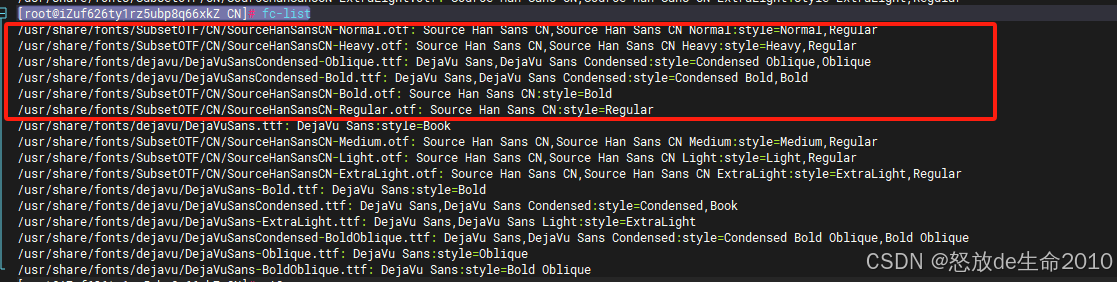 [root@iZuf626ty1rz5ubp8q66xkZ CN]# fc-list
/usr/share/fonts/SubsetOTF/CN/SourceHanSansCN-Normal.otf: Source Han Sans CN,Source Han Sans CN Normal:style=Normal,Regular
/usr/share/fonts/SubsetOTF/CN/SourceHanSansCN-Heavy.otf: Source Han Sans CN,Source Han Sans CN Heavy:style=Heavy,Regular
/usr/share/fonts/dejavu/DejaVuSansCondensed-Oblique.ttf: DejaVu Sans,DejaVu Sans Condensed:style=Condensed Oblique,Oblique
/usr/share/fonts/dejavu/DejaVuSansCondensed-Bold.ttf: DejaVu Sans,DejaVu Sans Condensed:style=Condensed Bold,Bold
/usr/share/fonts/SubsetOTF/CN/SourceHanSansCN-Bold.otf: Source Han Sans CN:style=Bold
/usr/share/fonts/SubsetOTF/CN/SourceHanSansCN-Regular.otf: Source Han Sans CN:style=Regular
/usr/share/fonts/dejavu/DejaVuSans.ttf: DejaVu Sans:style=Book
/usr/share/fonts/SubsetOTF/CN/SourceHanSansCN-Medium.otf: Source Han Sans CN,Source Han Sans CN Medium:style=Medium,Regular
/usr/share/fonts/SubsetOTF/CN/SourceHanSansCN-Light.otf: Source Han Sans CN,Source Han Sans CN Light:style=Light,Regular
/usr/share/fonts/SubsetOTF/CN/SourceHanSansCN-ExtraLight.otf: Source Han Sans CN,Source Han Sans CN ExtraLight:style=ExtraLight,Regular
/usr/share/fonts/dejavu/DejaVuSans-Bold.ttf: DejaVu Sans:style=Bold
/usr/share/fonts/dejavu/DejaVuSansCondensed.ttf: DejaVu Sans,DejaVu Sans Condensed:style=Condensed,Book
/usr/share/fonts/dejavu/DejaVuSans-ExtraLight.ttf: DejaVu Sans,DejaVu Sans Light:style=ExtraLight
/usr/share/fonts/dejavu/DejaVuSansCondensed-BoldOblique.ttf: DejaVu Sans,DejaVu Sans Condensed:style=Condensed Bold Oblique,Bold Oblique
/usr/share/fonts/dejavu/DejaVuSans-Oblique.ttf: DejaVu Sans:style=Oblique
/usr/share/fonts/dejavu/DejaVuSans-BoldOblique.ttf: DejaVu Sans:style=Bold Oblique
CSDN @怒放de生命2010